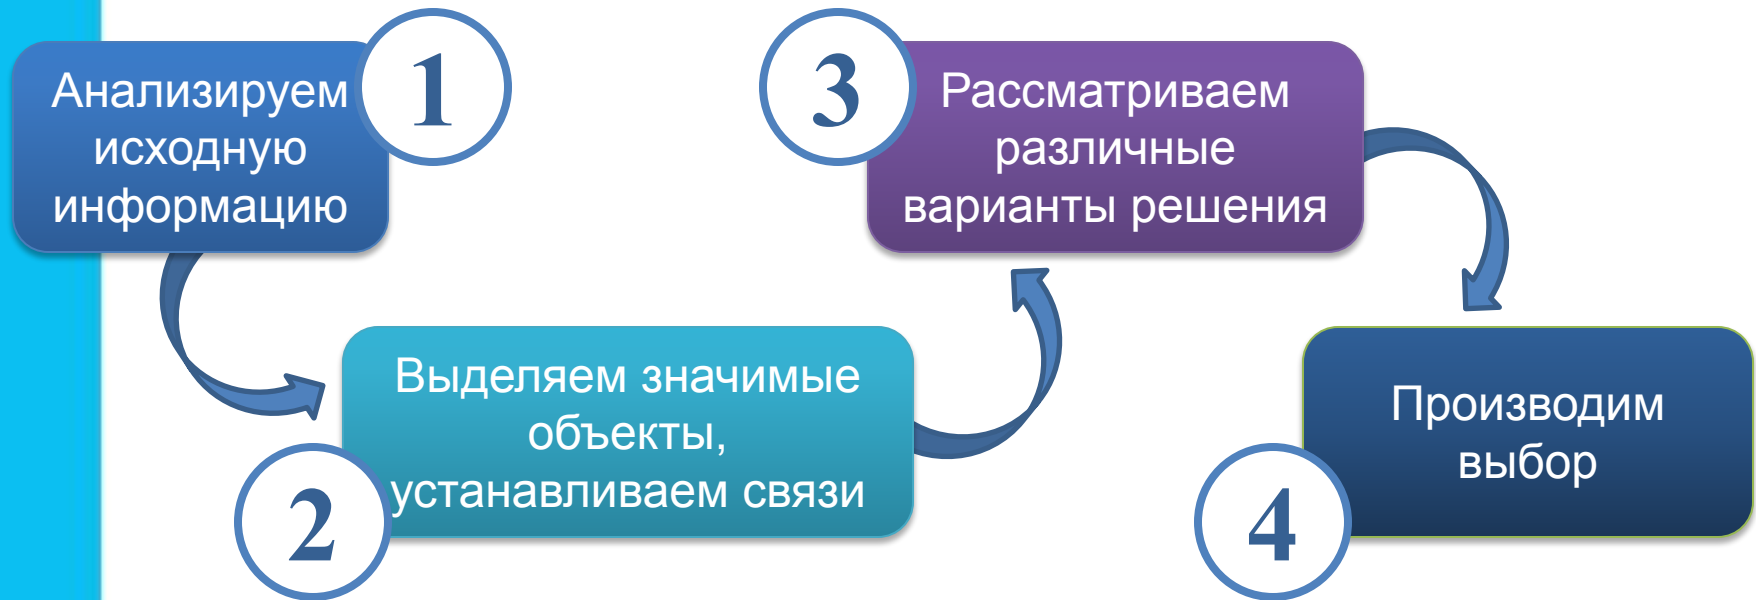 1
Анализируем
исходную
информацию
2
Выделяем значимые
объекты,
устанавливаем связи
3
Рассматриваем
различные
варианты решения
4
Производим
выбор